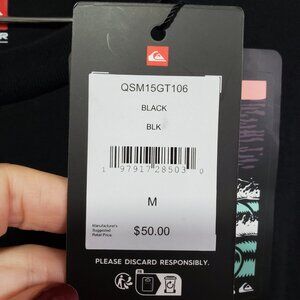 QSM15GT106
BLACK
BLK
1 97917 28503 0
M
Manufacturer's
Suggested
Retail Price
$50.00
PLEASE DISCARD RESPONSIBLY.